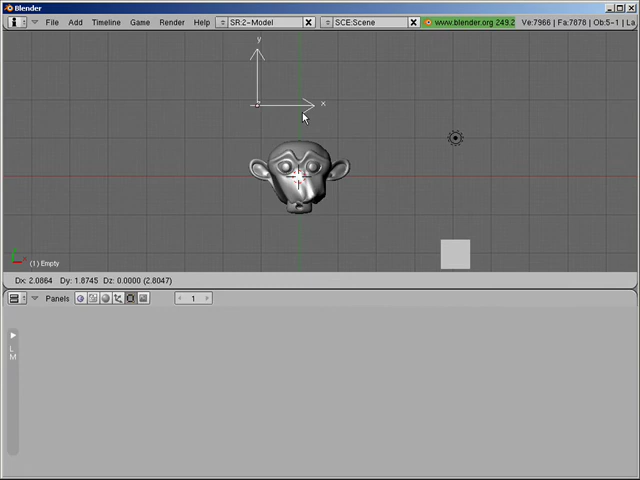 Blender
File Add Timeline Game Render Help SR:2-Model SCE:Scene www.blender.org 249.2 Ve:7966 | Fa:7878 | Ob:5-1 | La
y
x
(1) Empty
Dx: 2.0864 Dy: 1.8745 Dz: 0.0000 (2.8047)
Panels 1
L
M